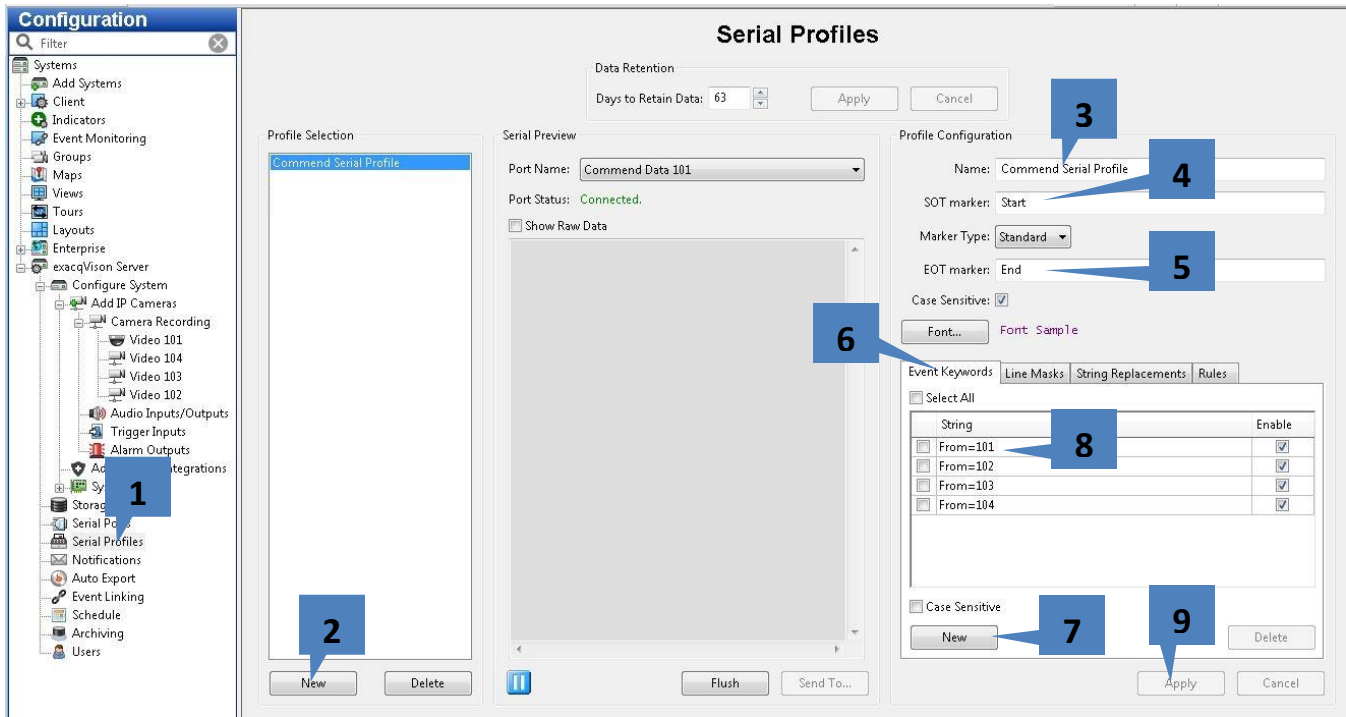 Configuration
Filter
Systems
Add Systems
Client
Indicators
Event Monitoring
Groups
Maps
Views
Tours
Layouts
Enterprise
exacqVison Server
Configure System
Add IP Cameras
Camera Recording
Video 101
Video 104
Video 103
Video 102
Audio Inputs/Outputs
Trigger Inputs
Alarm Outputs
Serial Profiles
Notifications
Auto Export
Event Linking
Schedule
Archiving
Users
1
Serial Profiles
Data Retention
Days to Retain Data: 63 Apply Cancel
Profile Selection
Commend Serial Profile
2
New Delete
Serial Preview
Port Name: Commend Data 101
Port Status: Connected.
Show Raw Data
Flush Send To...
Profile Configuration
3
Name: Commend Serial Profile
4
SOT marker: Start
Marker Type: Standard
EOT marker: End
5
Case Sensitive:
Font... Font Sample
6
Event Keywords Line Masks String Replacements Rules
Select All
String Enable
From=101
8
From=102
From=103
From=104
Case Sensitive
New 7 Delete
9
Apply Cancel